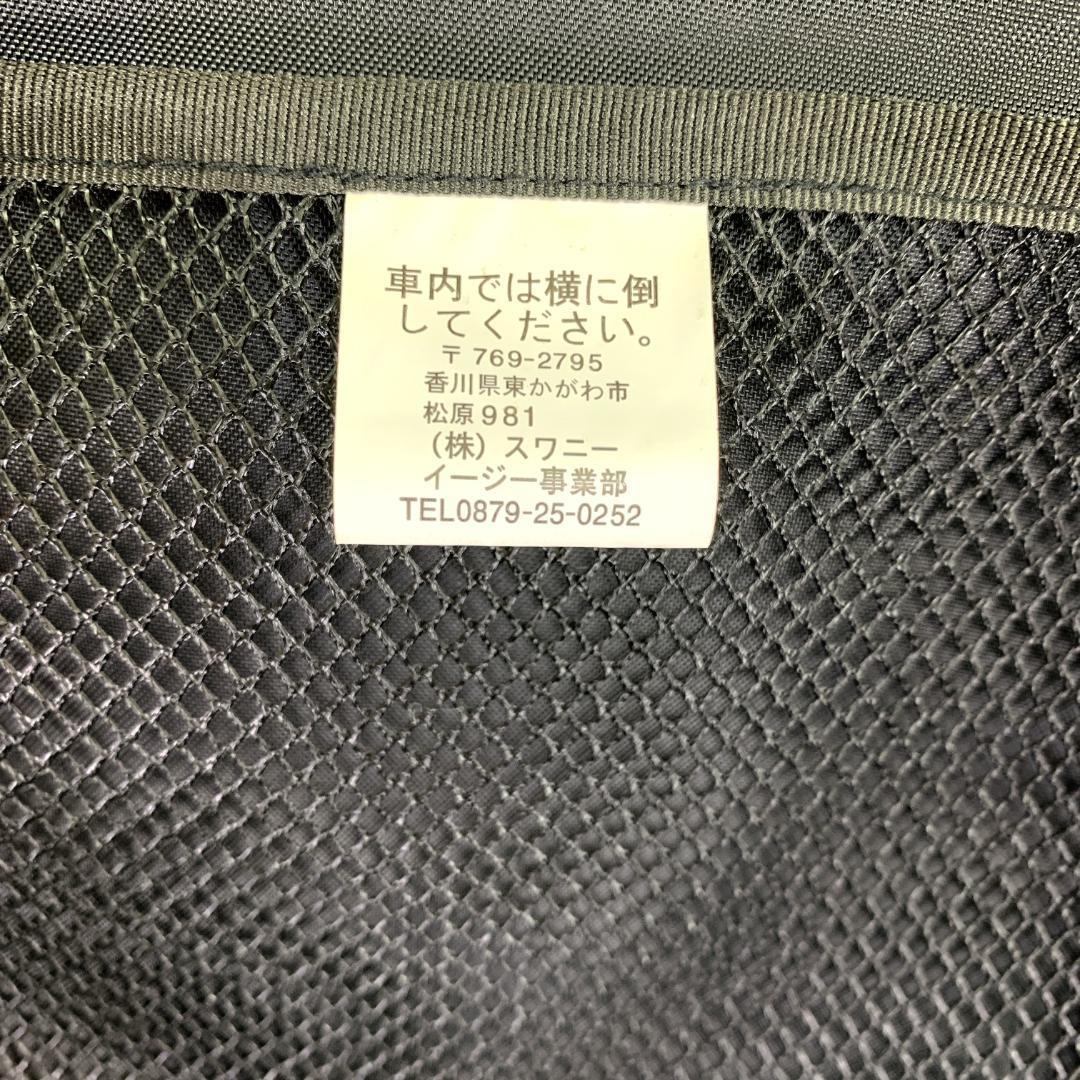 車内では横に倒
してください。
〒769-2795
香川県東かがわ市
松原981
(株)スワニー
イージー事業部
TEL0879-25-0252